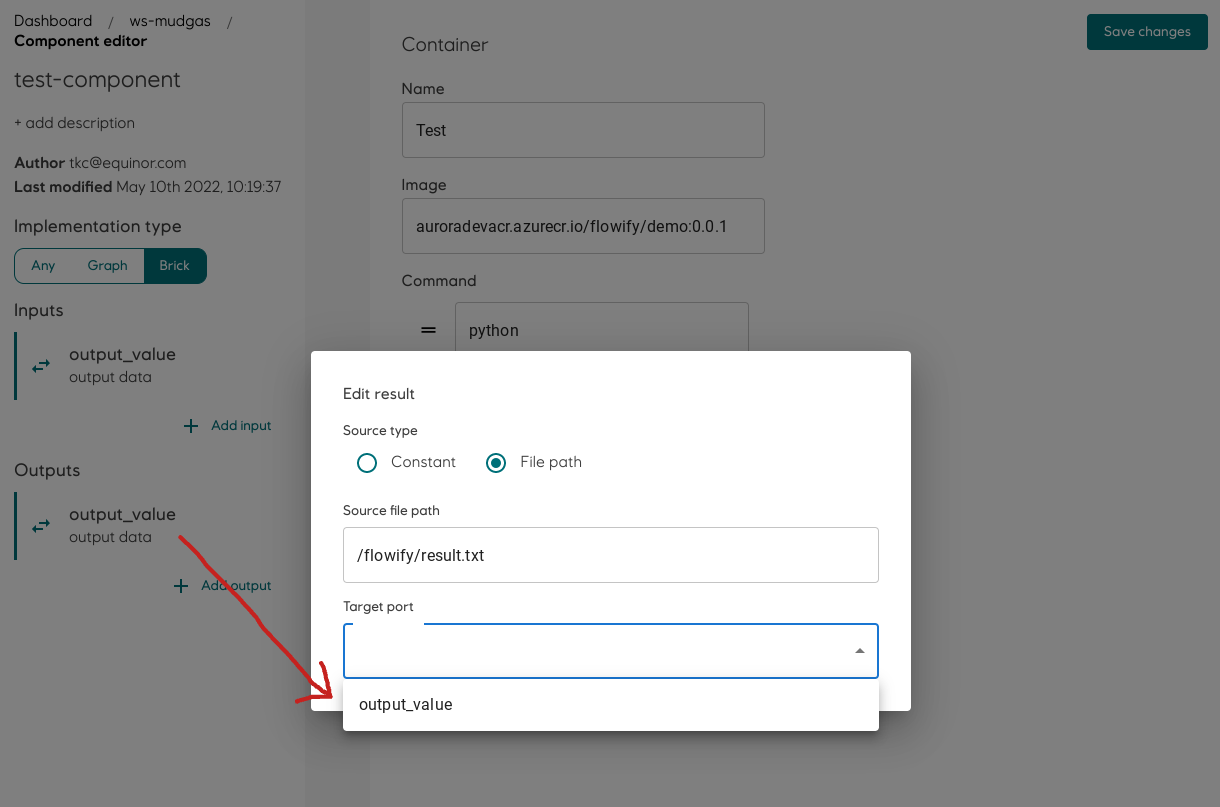 Dashboard / ws-mudgas /
Component editor
test-component
+ add description
Author tkc@equinor.com
Last modified May 10th 2022, 10:19:37
Implementation type
Any Graph Brick
Inputs
output_value
output data
+ Add input
Outputs
output_value
output data
+ Add output
Container
Save changes
Name
Test
Image
auroradevacr.azurecr.io/flowify/demo:0.0.1
Command
python
Edit result
Source type
Constant File path
Source file path
/flowify/result.txt
Target port
output_value